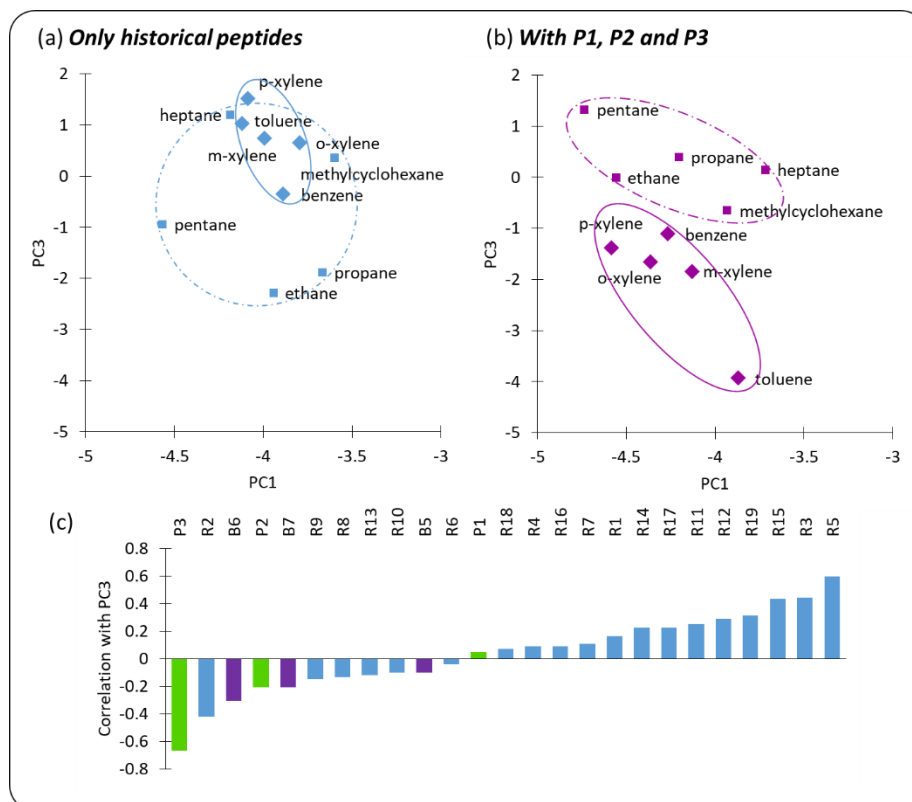 (a) Only historical peptides
2
1
0
-1
-2
-3
-4
-5
-5
-4.5
-4
-3.5
-3
PC3
PC1
p-xylene
heptane
toluene
o-xylene
m-xylene
methylcyclohexane
benzene
pentane
propane
ethane
(b) With P1, P2 and P3
2
1
0
-1
-2
-3
-4
-5
-5
-4.5
-4
-3.5
-3
PC3
PC1
pentane
propane
heptane
ethane
methylcyclohexane
p-xylene
benzene
o-xylene
m-xylene
toluene
(c)
P3
R2
B6
P2
B7
R9
R8
R13
R10
B5
R6
P1
R18
R4
R16
R7
R1
R14
R17
R11
R12
R19
R15
R3
R5
Correlation with PC3
0.8
0.6
0.4
0.2
0
-0.2
-0.4
-0.6
-0.8